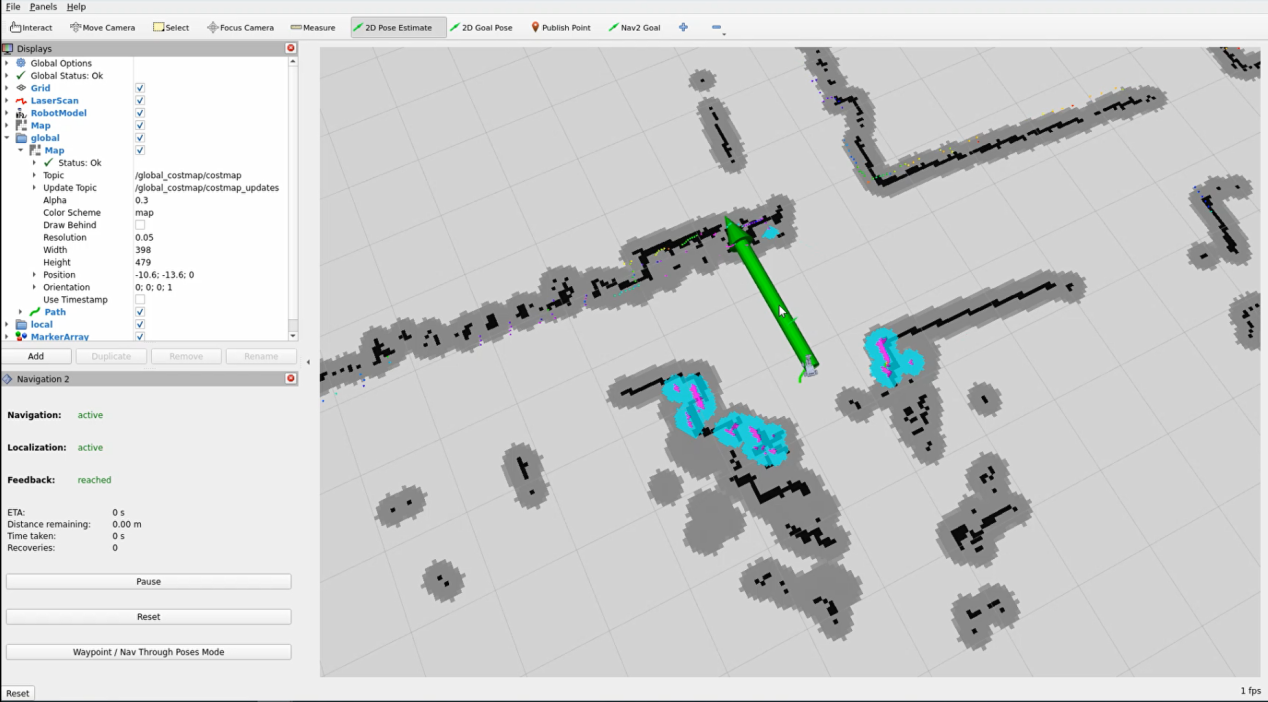 File Panels Help
Interact Move Camera Select Focus Camera Measure 2D Pose Estimate 2D Goal Pose Publish Point Nav2 Goal
Displays
Global Options
Global Status: Ok
Grid
LaserScan
RobotModel
Map
global
Map
Status: Ok
Topic /global_costmap/costmap
Update Topic /global_costmap/costmap_updates
Alpha 0.3
Color Scheme map
Draw Behind
Resolution 0.05
Width 398
Height 479
Position -10.6; -13.6; 0
Orientation 0; 0; 0; 1
Use Timestamp
Path
local
MarkerArray
Add Duplicate Remove Rename
Navigation 2
Navigation: active
Localization: active
Feedback: reached
ETA: 0 s
Distance remaining: 0.00 m
Time taken: 0 s
Recoveries: 0
Pause
Reset
Waypoint / Nav Through Poses Mode
Reset 1 fps